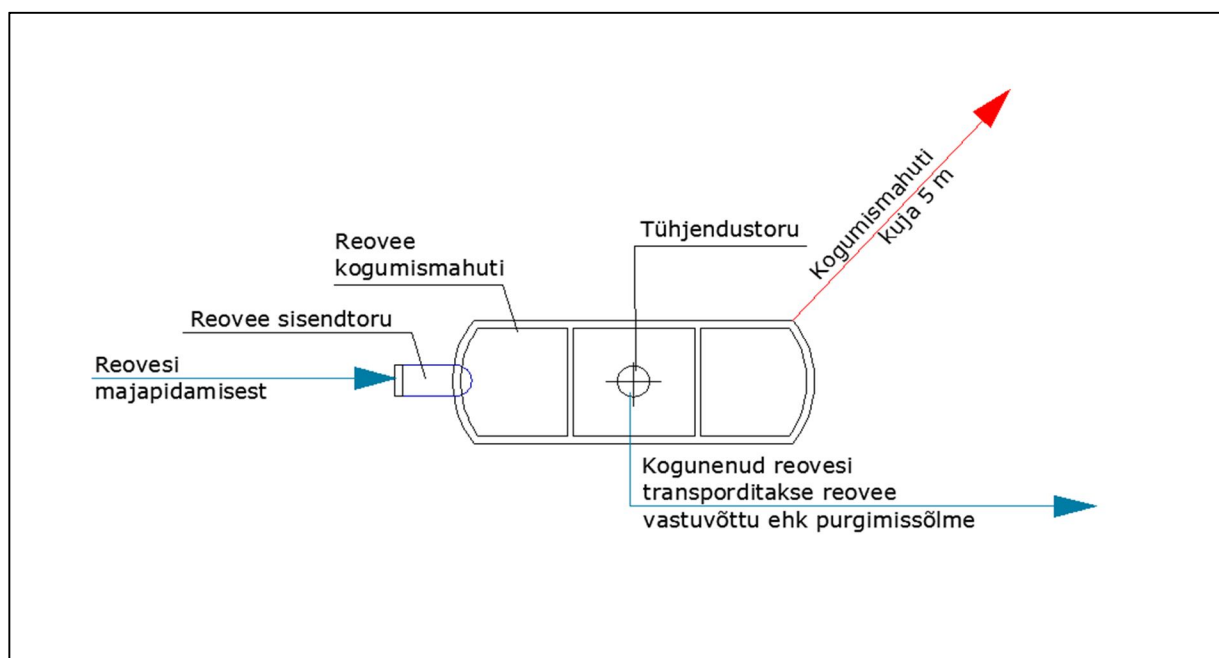 Kogumismahuti
kuja 5 m
Tühjendustoru
Reovee
kogumismahuti
Reovee sisendtoru
Reovesi
majapidamisest
Kogunenud reovesi
transporditakse reovee
vastuvõttu ehk purgimissõlme